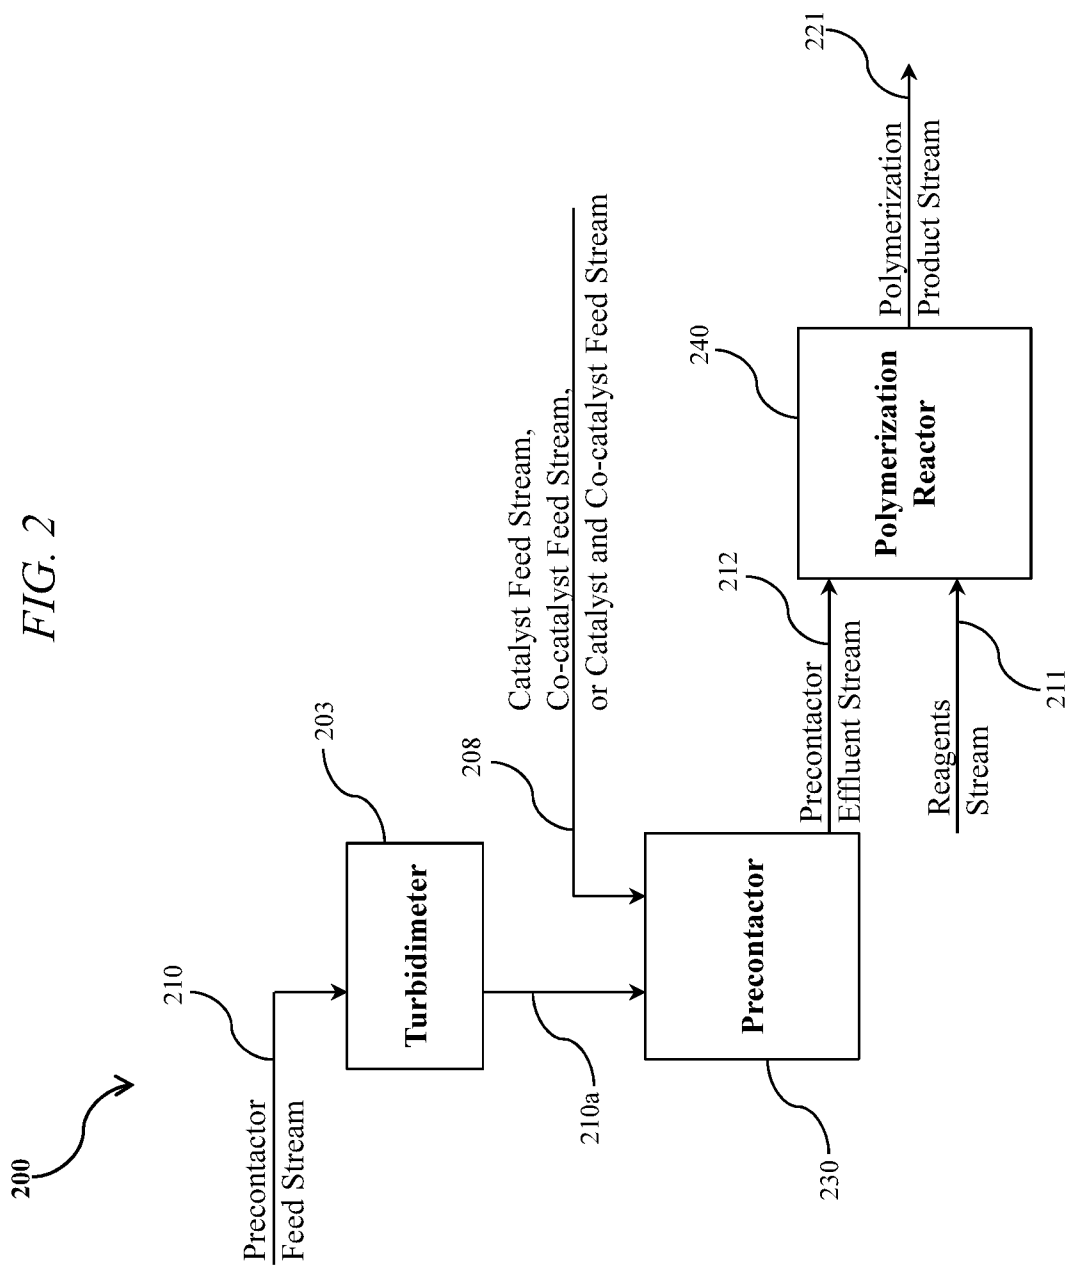 FIG. 2
200
Precontactor
Feed Stream
210
Turbidimeter
203
210a
208
Catalyst Feed Stream,
Co-catalyst Feed Stream,
or Catalyst and Co-catalyst Feed Stream
Precontactor
230
Precontactor
Effluent Stream
212
Reagents
Stream
211
Polymerization
Reactor
240
Polymerization
Product Stream
221